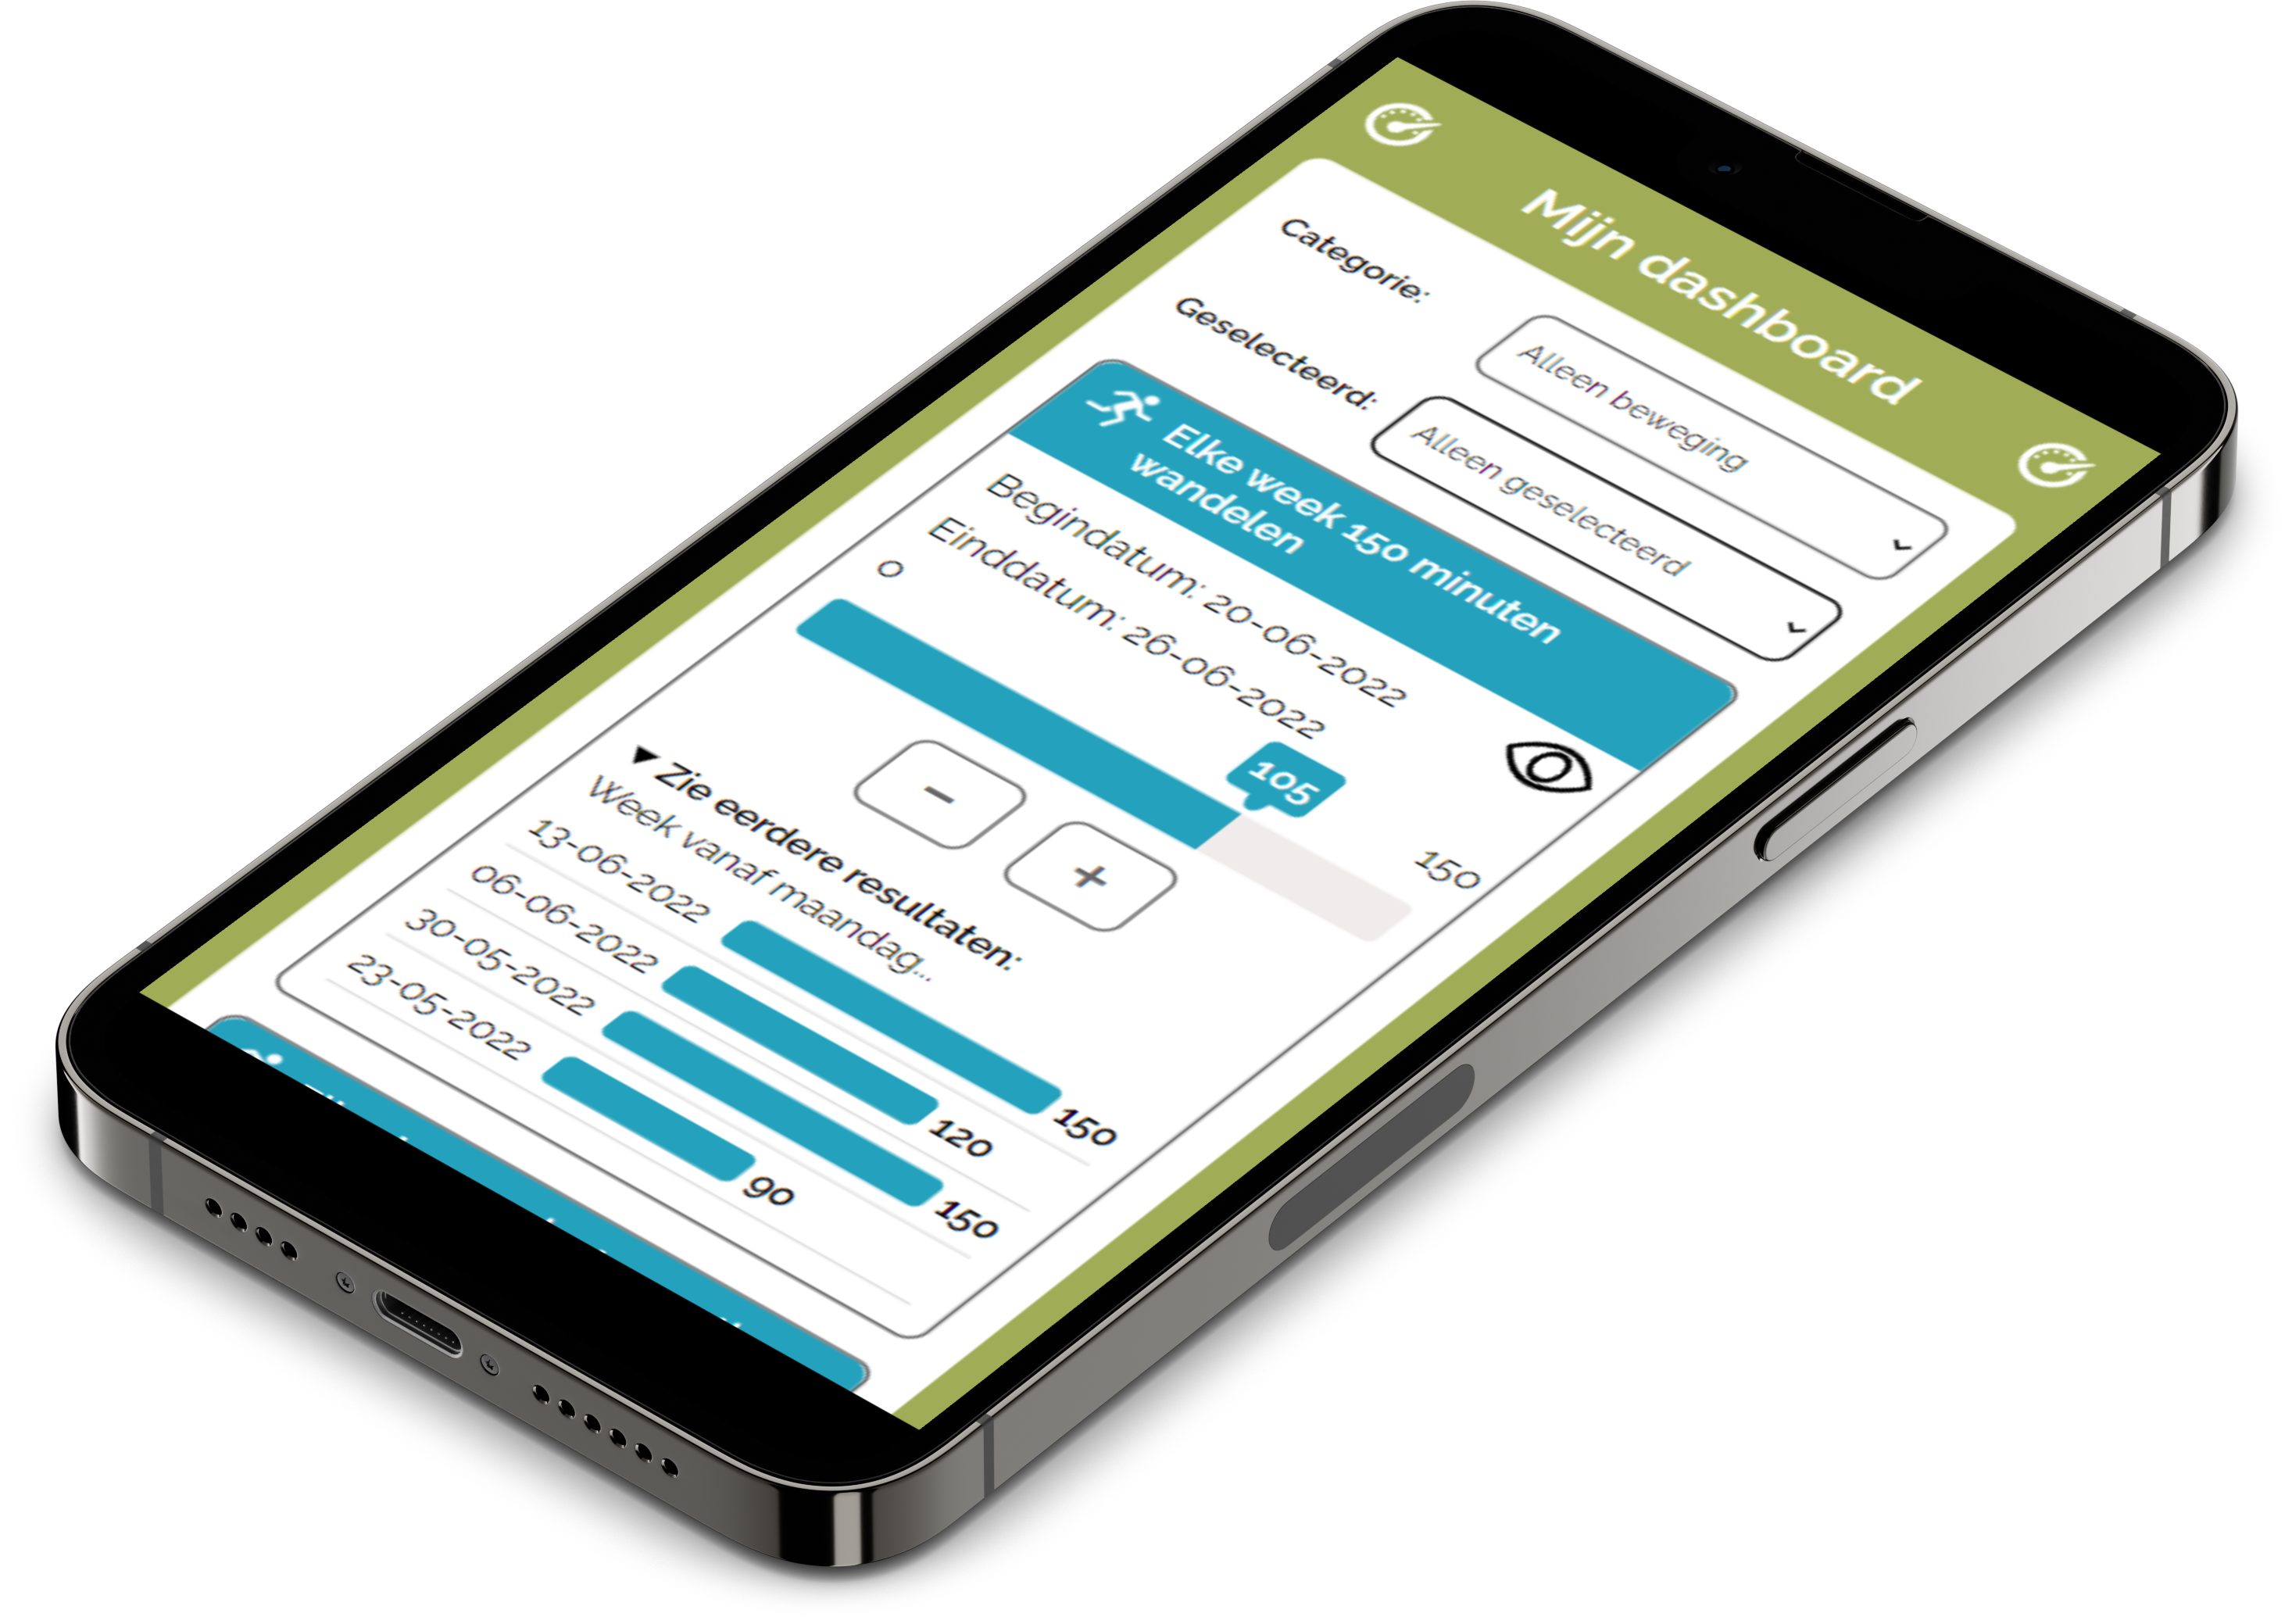 Mijn dashboard
Categorie:
Alleen beweging
Geselecteerd:
Alleen geselecteerd
Elke week 150 minuten
wandelen
Begindatum: 20-06-2022
Einddatum: 26-06-2022
0
105
150
−
+
▼ Zie eerdere resultaten:
Week vanaf maandag...
13-06-2022 150
06-06-2022 120
30-05-2022 150
23-05-2022 90